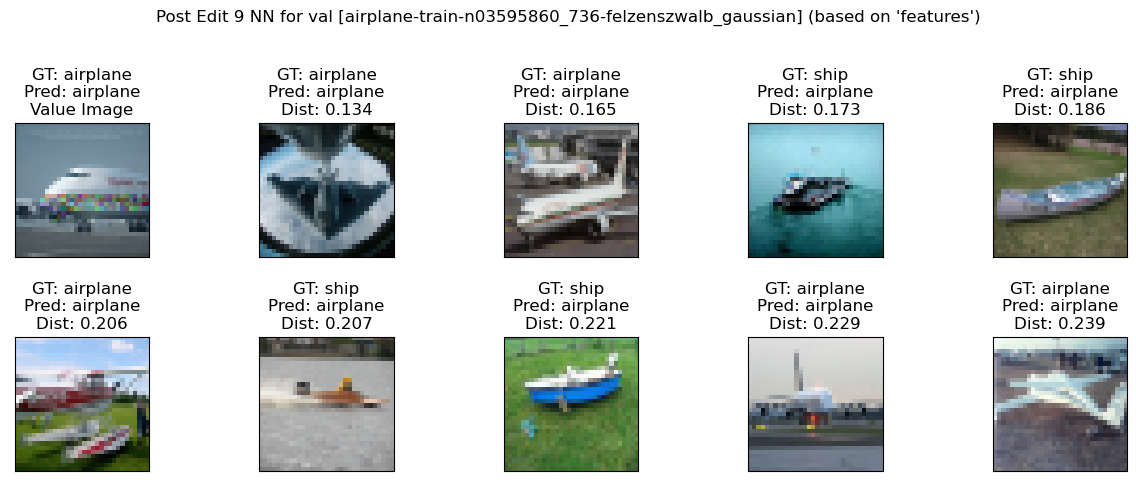 Post Edit 9 NN for val [airplane-train-n03595860_736-felzenszwalb_gaussian] (based on 'features')
GT: airplane
Pred: airplane
Value Image
GT: airplane
Pred: airplane
Dist: 0.134
GT: airplane
Pred: airplane
Dist: 0.165
GT: ship
Pred: airplane
Dist: 0.173
GT: ship
Pred: airplane
Dist: 0.186
GT: airplane
Pred: airplane
Dist: 0.206
GT: ship
Pred: airplane
Dist: 0.207
GT: ship
Pred: airplane
Dist: 0.221
GT: airplane
Pred: airplane
Dist: 0.229
GT: airplane
Pred: airplane
Dist: 0.239